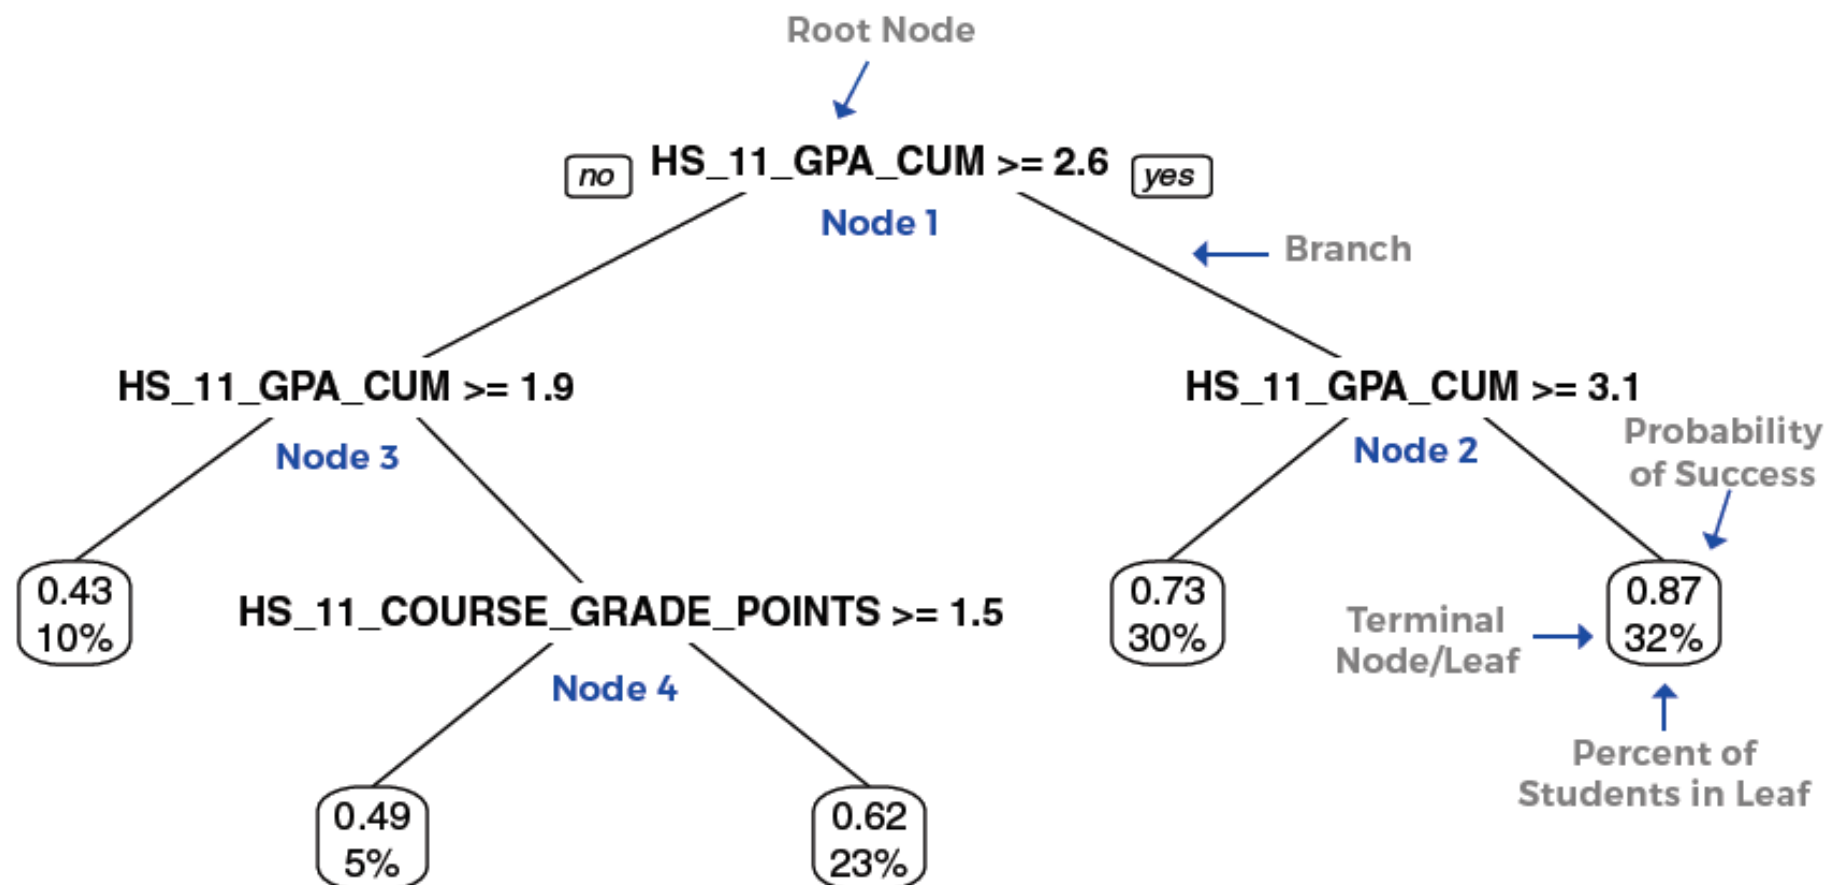 Root Node
no
HS_11_GPA_CUM >= 2.6
yes
Node 1
Branch
HS_11_GPA_CUM >= 1.9
HS_11_GPA_CUM >= 3.1
Node 3
Node 2
Probability
of Success
0.43
10%
HS_11_COURSE_GRADE_POINTS >= 1.5
0.73
30%
Terminal
Node/Leaf
0.87
32%
Node 4
Percent of
Students in Leaf
0.49
5%
0.62
23%